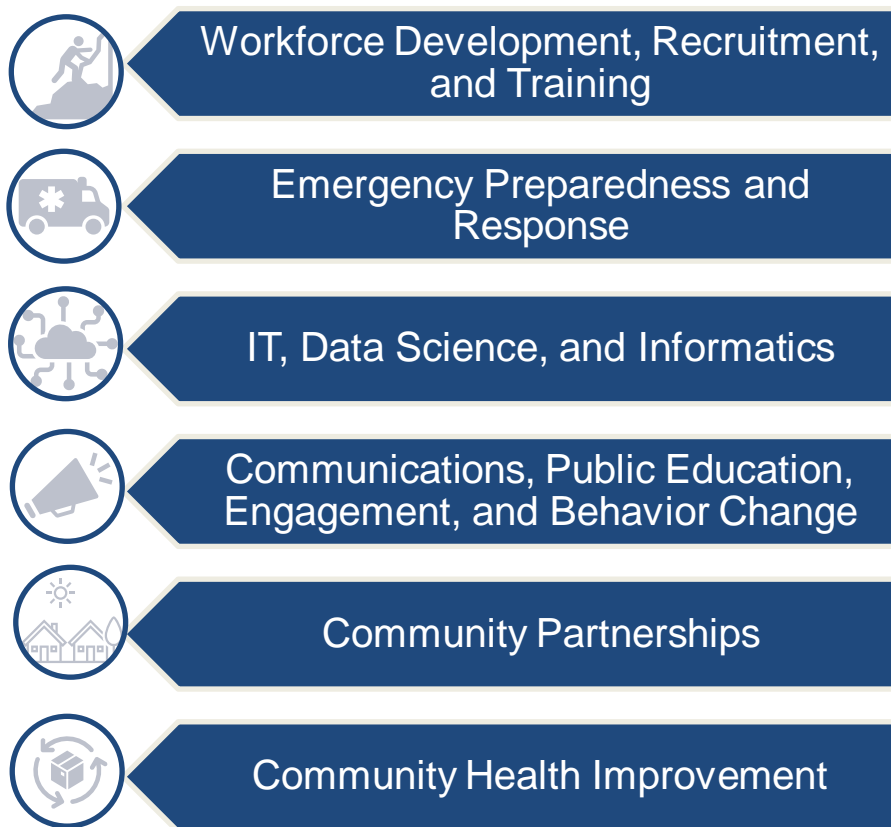 Workforce Development, Recruitment,
and Training
Emergency Preparedness and
Response
IT, Data Science, and Informatics
Communications, Public Education,
Engagement, and Behavior Change
Community Partnerships
Community Health Improvement